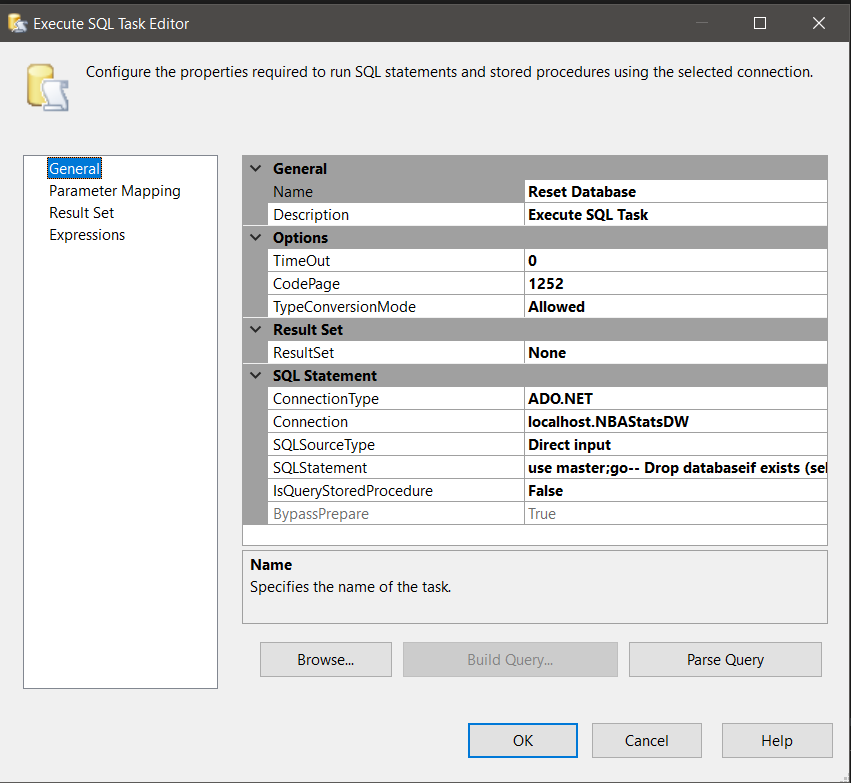 Execute SQL Task Editor
Configure the properties required to run SQL statements and stored procedures using the selected connection.
General
Parameter Mapping
Result Set
Expressions
General
Name Reset Database
Description Execute SQL Task
Options
TimeOut 0
CodePage 1252
TypeConversionMode Allowed
Result Set
ResultSet None
SQL Statement
ConnectionType ADO.NET
Connection localhost.NBAStatsDW
SQLSourceType Direct input
SQLStatement use master;go-- Drop databaseif exists (sel
IsQueryStoredProcedure False
BypassPrepare True
Name
Specifies the name of the task.
Browse... Build Query... Parse Query
OK Cancel Help